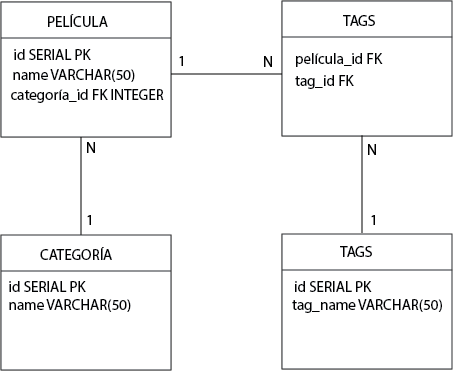 PELÍCULA
id SERIAL PK
name VARCHAR(50)
categoría_id FK INTEGER
1
N
TAGS
película_id FK
tag_id FK
N
1
N
1
CATEGORÍA
id SERIAL PK
name VARCHAR(50)
TAGS
id SERIAL PK
tag_name VARCHAR(50)